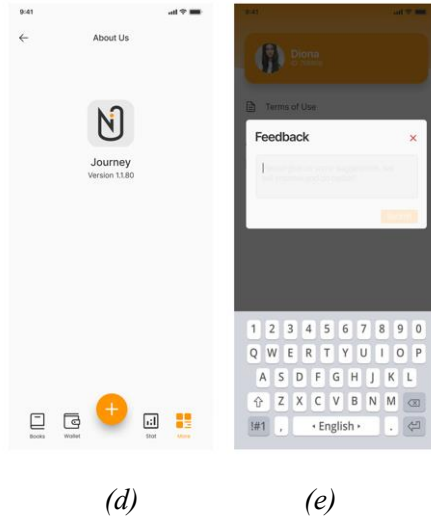 9:41
About Us
Journey
Version 1.1.80
Books Wallet + Stat More
(d)
9:41
Diona
Terms of Use
Feedback ×
1 2 3 4 5 6 7 8 9 0
Q W E R T Y U I O P
A S D F G H J K L
Z X C V B N M
!#1 , • English • .
(e)